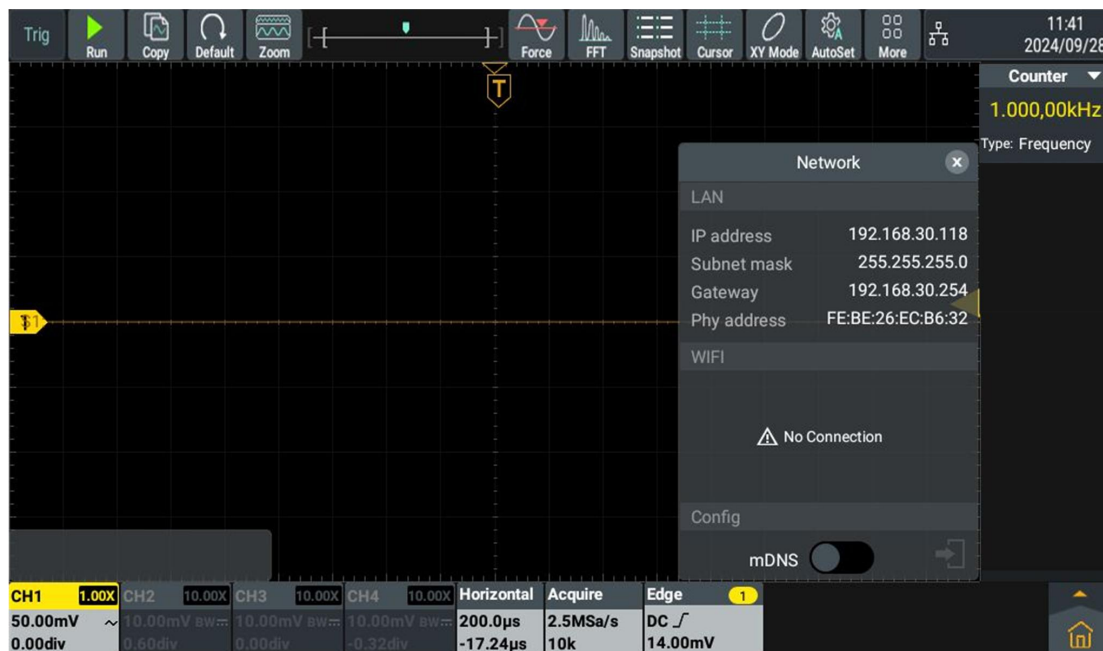 Trig
Run
Copy
Default
Zoom
Force
FFT
Snapshot
Cursor
XY Mode
AutoSet
More
11:41
2024/09/28
T
Counter
1.000,00kHz
Type: Frequency
Network
LAN
IP address 192.168.30.118
Subnet mask 255.255.255.0
Gateway 192.168.30.254
Phy address FE:BE:26:EC:B6:32
WIFI
No Connection
Config
mDNS
CH1 1.00X CH2 10.00X CH3 10.00X CH4 10.00X Horizontal Acquire Edge 1
50.00mV 10.00mV BW 10.00mV BW 10.00mV BW 200.0µs 2.5MSa/s DC
0.00div 0.60div 0.00div -0.32div -17.24µs 10k 14.00mV